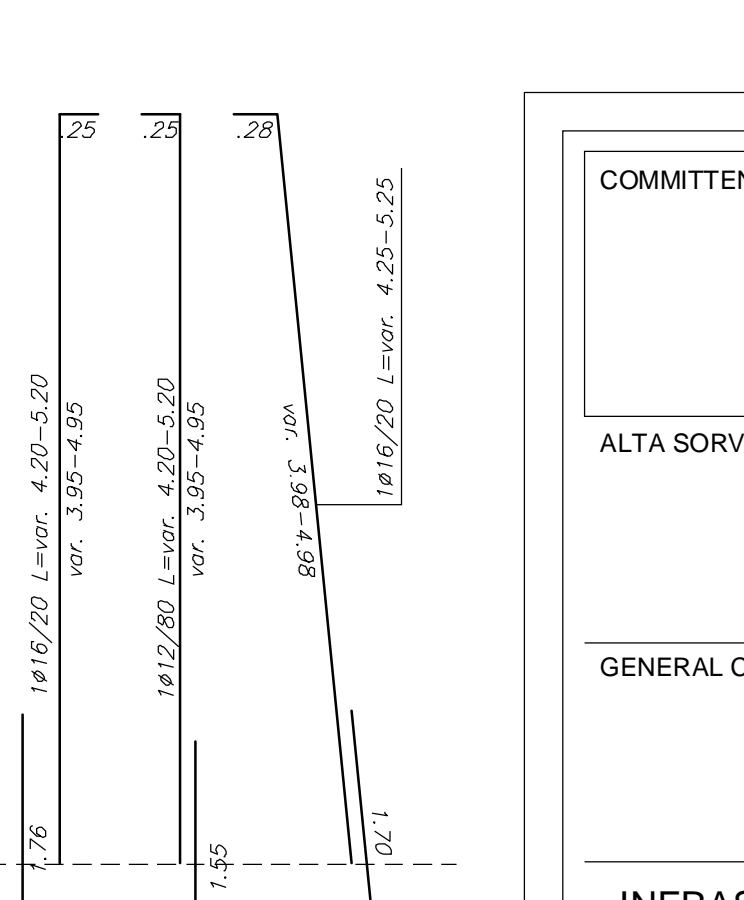 .25
.25
.28
1ø16/20 L=var. 4.20-5.20
var. 3.95-4.95
1ø12/80 L=var. 4.20-5.20
var. 3.95-4.95
var. 3.98-4.98
1ø16/20 L=var. 4.25-5.25
1.76
1.55
1.70
COMMITTEN
ALTA SORV
GENERAL C